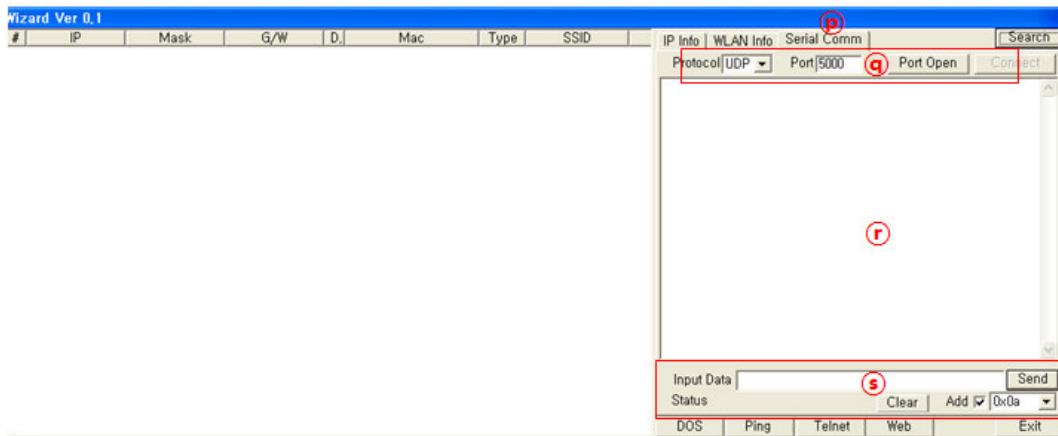 Wizard Ver 0,1
# IP Mask G/W D. Mac Type SSID
ⓟ
IP Info WLAN Info Serial Comm Search
Protocol UDP Port 5000 ⓠ Port Open Connect
ⓡ
Input Data ⓢ Send
Status Clear Add 0x0a
DOS Ping Telnet Web Exit